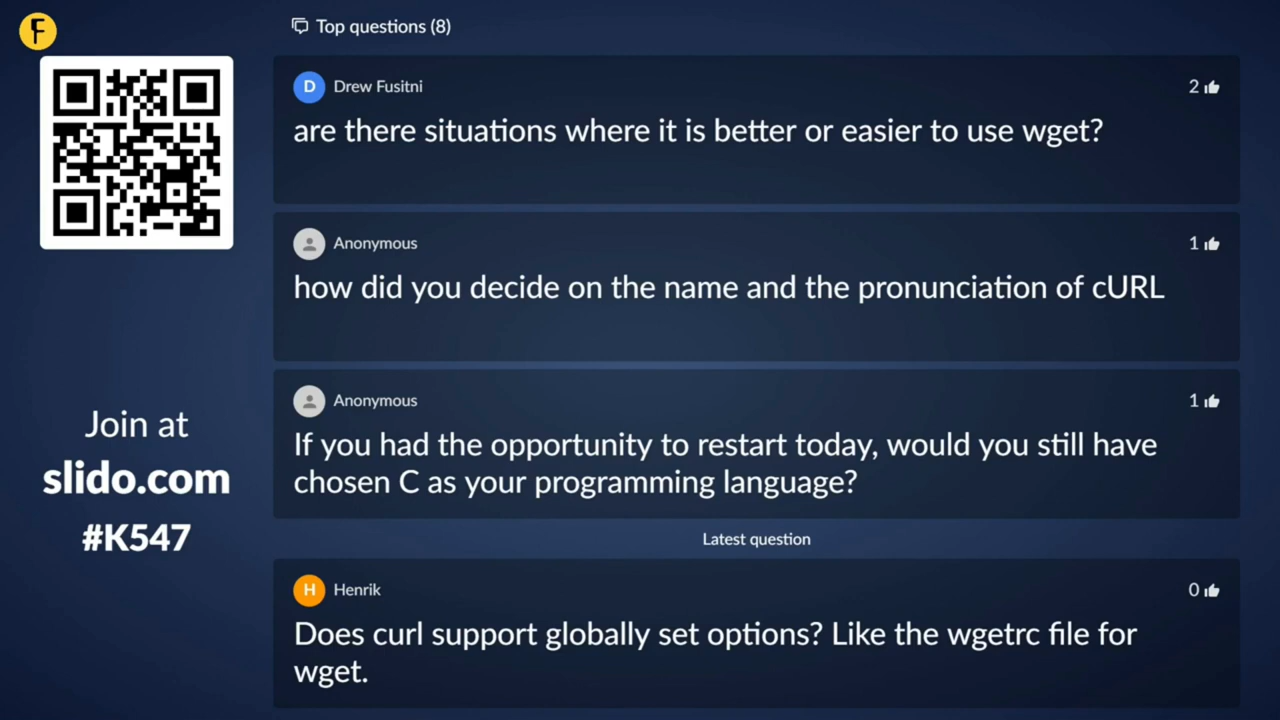 F
Top questions (8)
D Drew Fusitni 2
are there situations where it is better or easier to use wget?
Anonymous 1
how did you decide on the name and the pronunciation of cURL
Anonymous 1
If you had the opportunity to restart today, would you still have
chosen C as your programming language?
Latest question
H Henrik 0
Does curl support globally set options? Like the wgetrc file for
wget.
Join at
slido.com
#K547